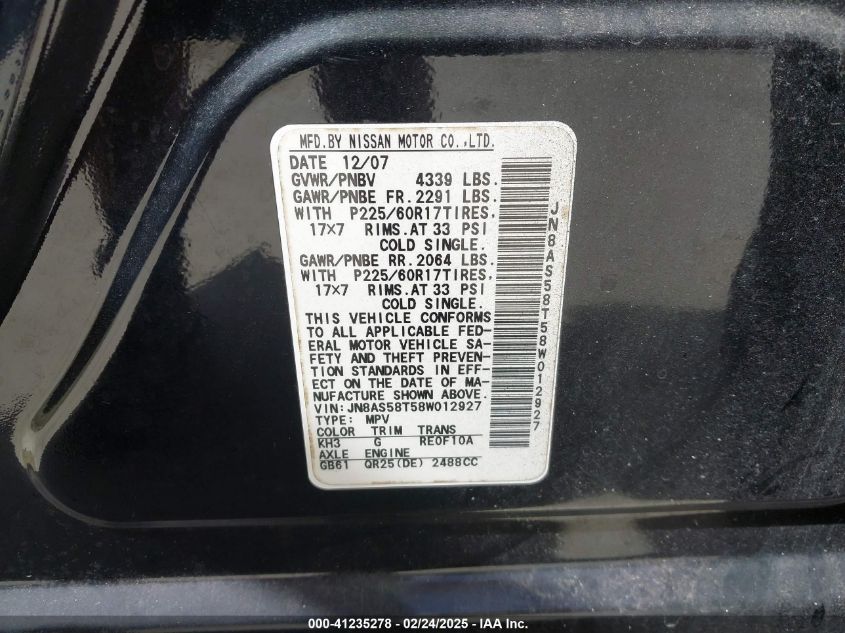 MFD.BY NISSAN MOTOR CO.,LTD.
DATE 12/07
GVWR/PNBV 4339 LBS.
GAWR/PNBE FR.2291 LBS.
WITH P225/60R17TIRES,
17×7 RIMS.AT 33 PSI
COLD SINGLE.
GAWR/PNBE RR.2064 LBS.
WITH P225/60R17TIRES,
17×7 RIMS.AT 33 PSI
COLD SINGLE.
THIS VEHICLE CONFORMS
TO ALL APPLICABLE FED-
ERAL MOTOR VEHICLE SA-
FETY AND THEFT PREVEN-
TION STANDARDS IN EFF-
ECT ON THE DATE OF MA-
NUFACTURE SHOWN ABOVE.
VIN:JN8AS58T58W012927
TYPE: MPV
COLOR TRIM TRANS
KH3 G RE0F10A
AXLE ENGINE
GB61 QR25(DE) 2488CC
JN8AS58T58W012927
000-41235278 - 02/24/2025 - IAA Inc.